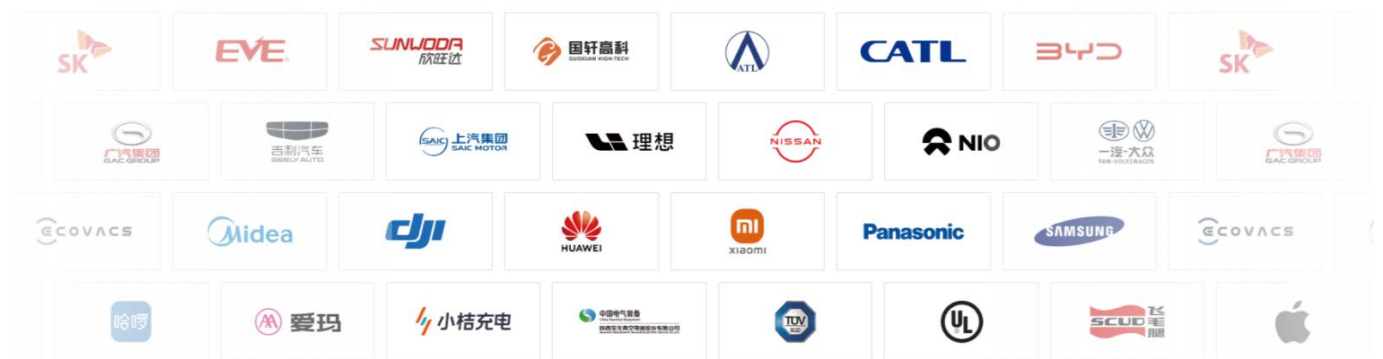 SK
EVE
SUNWODA
欣旺达
国轩高科
GUOXUAN HIGH-TECH
ATL
CATL
BYD
SK
广汽集团
GAC GROUP
吉利汽车
GEELY AUTO
SAIC
上汽集团
SAIC MOTOR
理想
NISSAN
NIO
一汽-大众
FAW-VOLKSWAGEN
广汽集团
GAC GROUP
ECOVACS
Midea
dji
HUAWEI
mi
xiaomi
Panasonic
SAMSUNG
ECOVACS
哈啰
爱玛
小桔充电
中国电气装备
TÜV
SÜD
UL
SCUD
飞毛腿